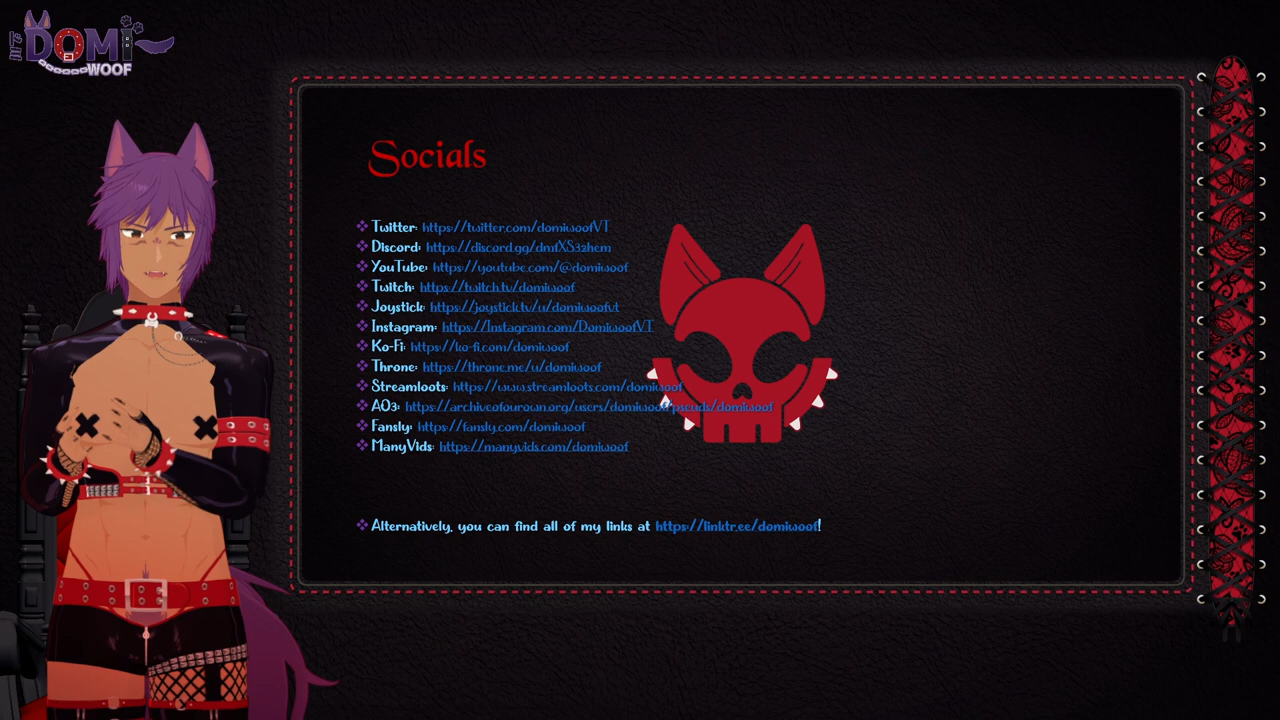 DOMI
WOOF
Socials
❖ Twitter: https://twitter.com/domiwoofVT
❖ Discord: https://discord.gg/dmfXS32hcm
❖ YouTube: https://youtube.com/@domiwoof
❖ Twitch: https://twitch.tv/domiwoof
❖ Joystick: https://joystick.tv/u/domiwoofvt
❖ Instagram: https://Instagram.com/DomiwoofVT
❖ Ko-Fi: https://ko-fi.com/domiwoof
❖ Throne: https://throne.me/u/domiwoof
❖ Streamloots: https://www.streamloots.com/domiwoof
❖ AO3: https://archiveofourown.org/users/domiwoof/pseuds/domiwoof
❖ Fansly: https://fansly.com/domiwoof
❖ ManyVids: https://manyvids.com/domiwoof
❖ Alternatively, you can find all of my links at https://linktr.ee/domiwoof!